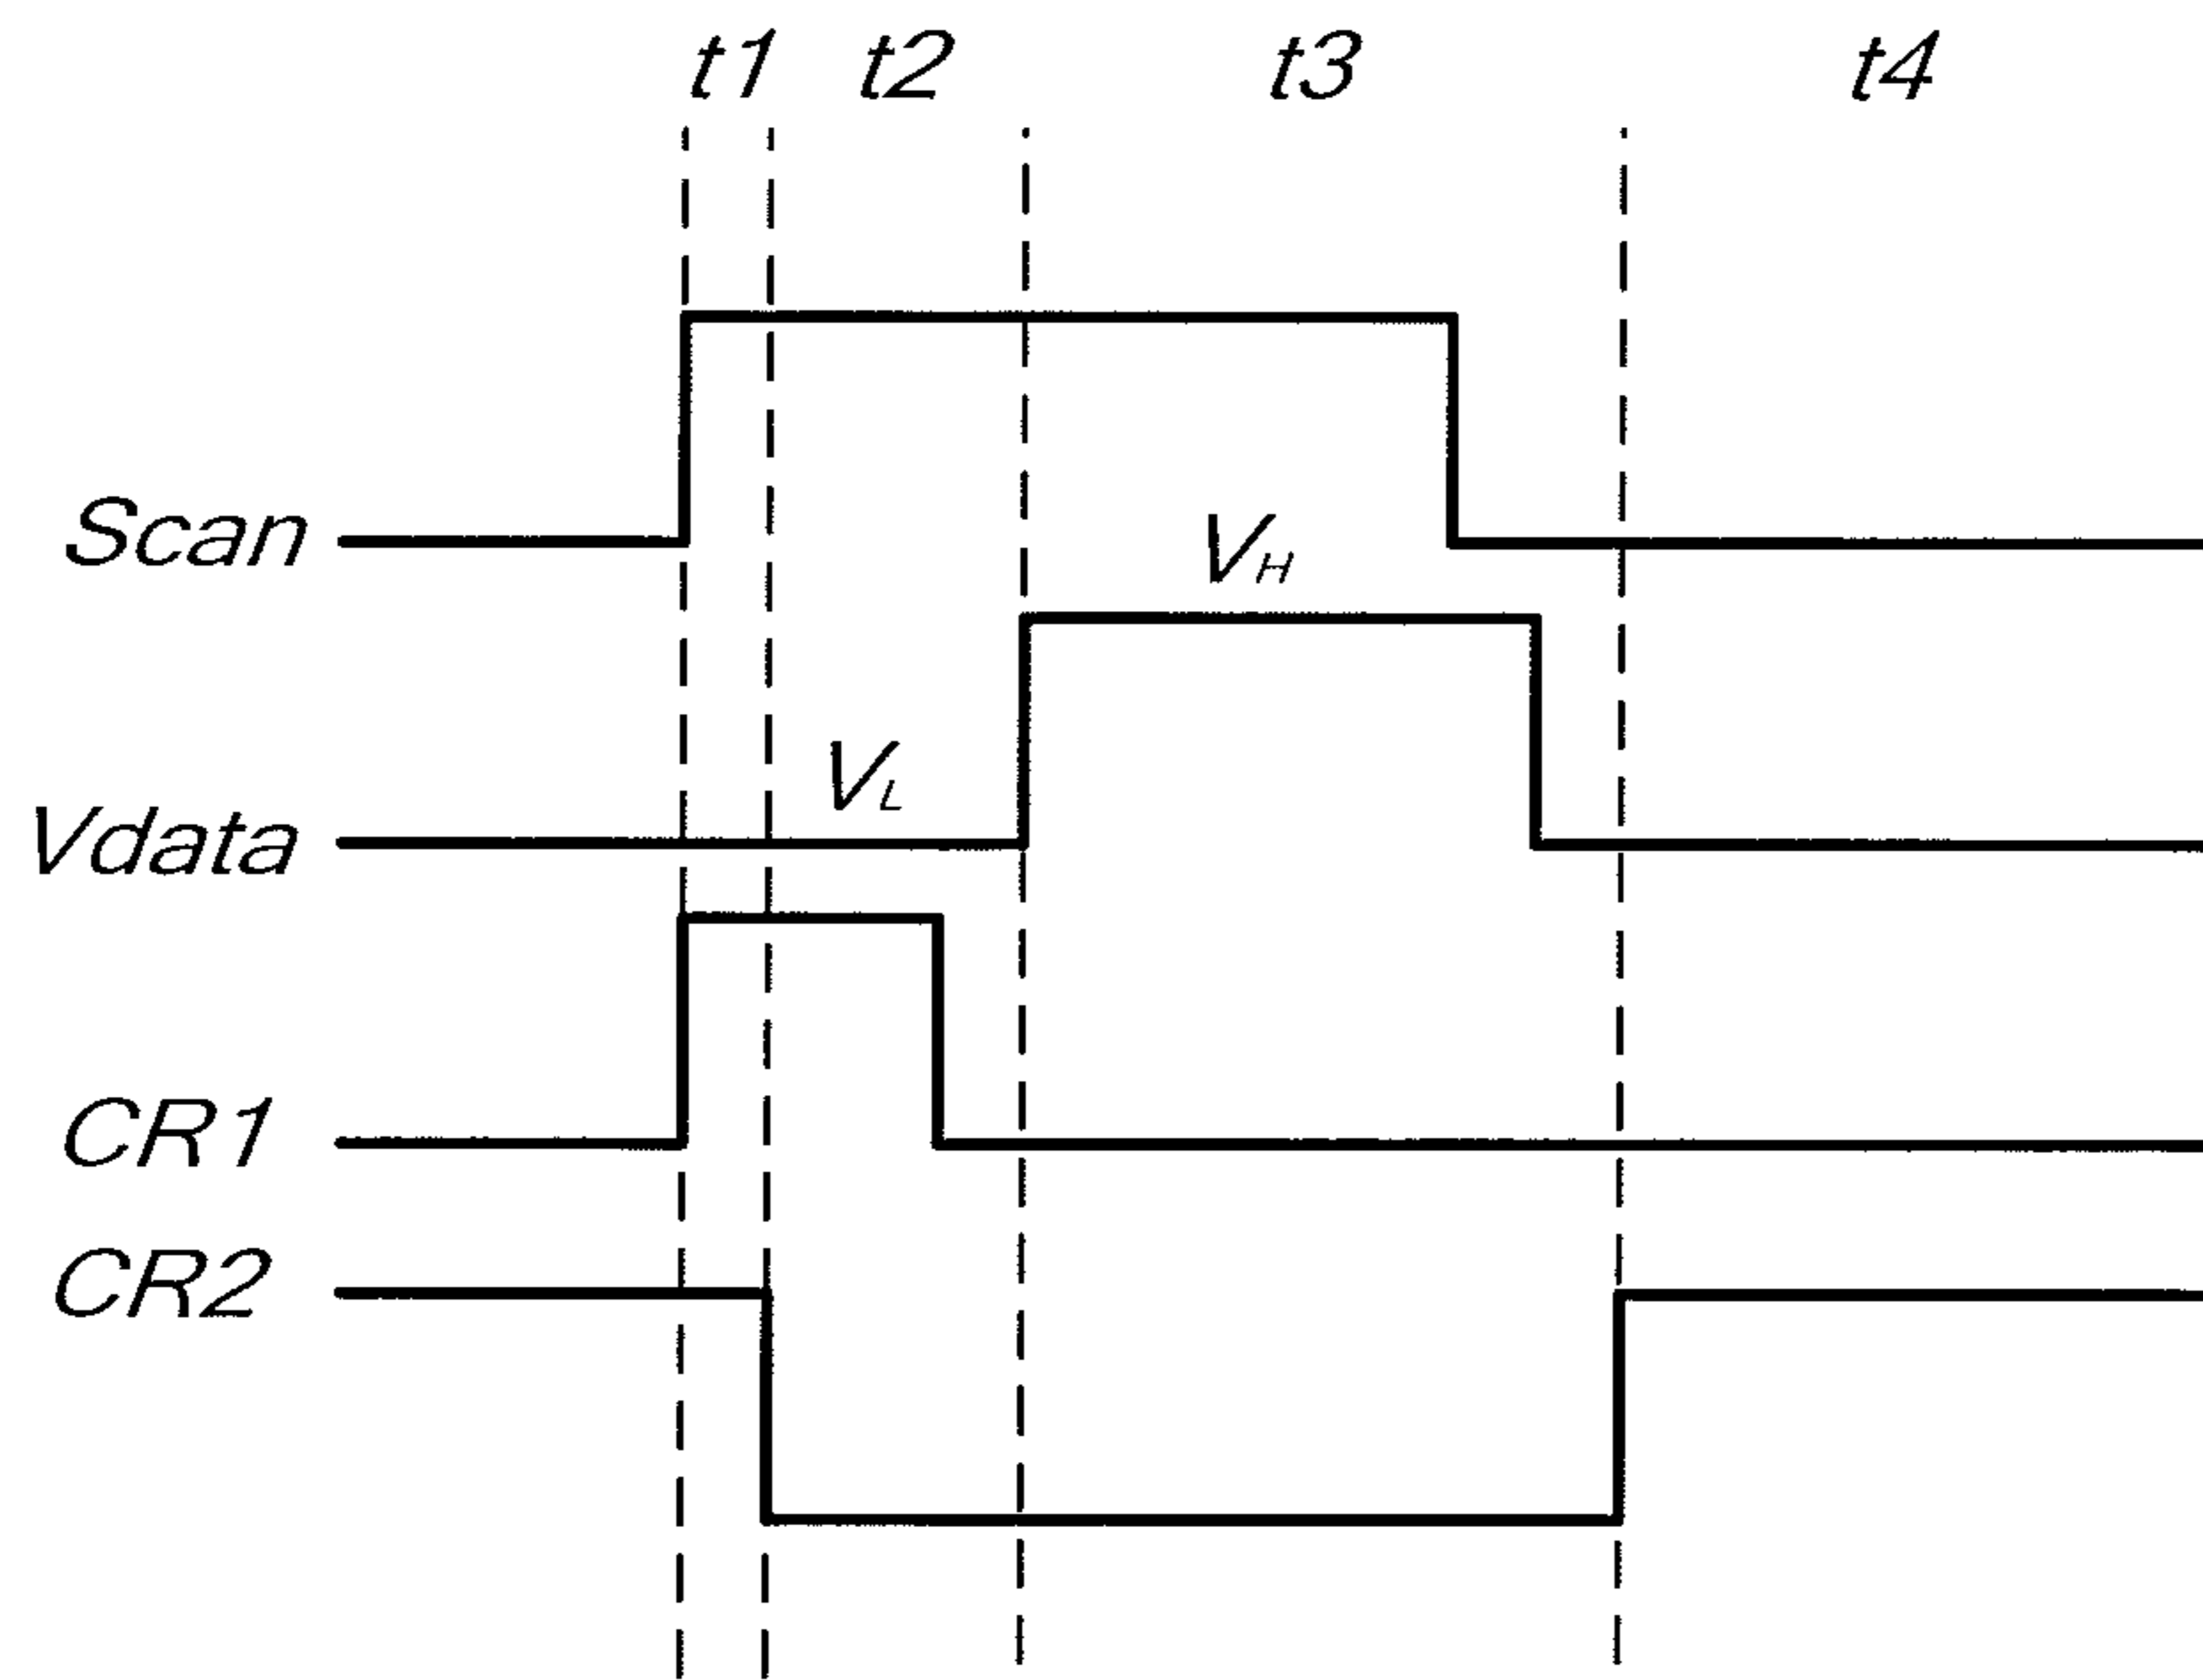 t1 t2 t3 t4
Scan
VH
VL
Vdata
CR1
CR2